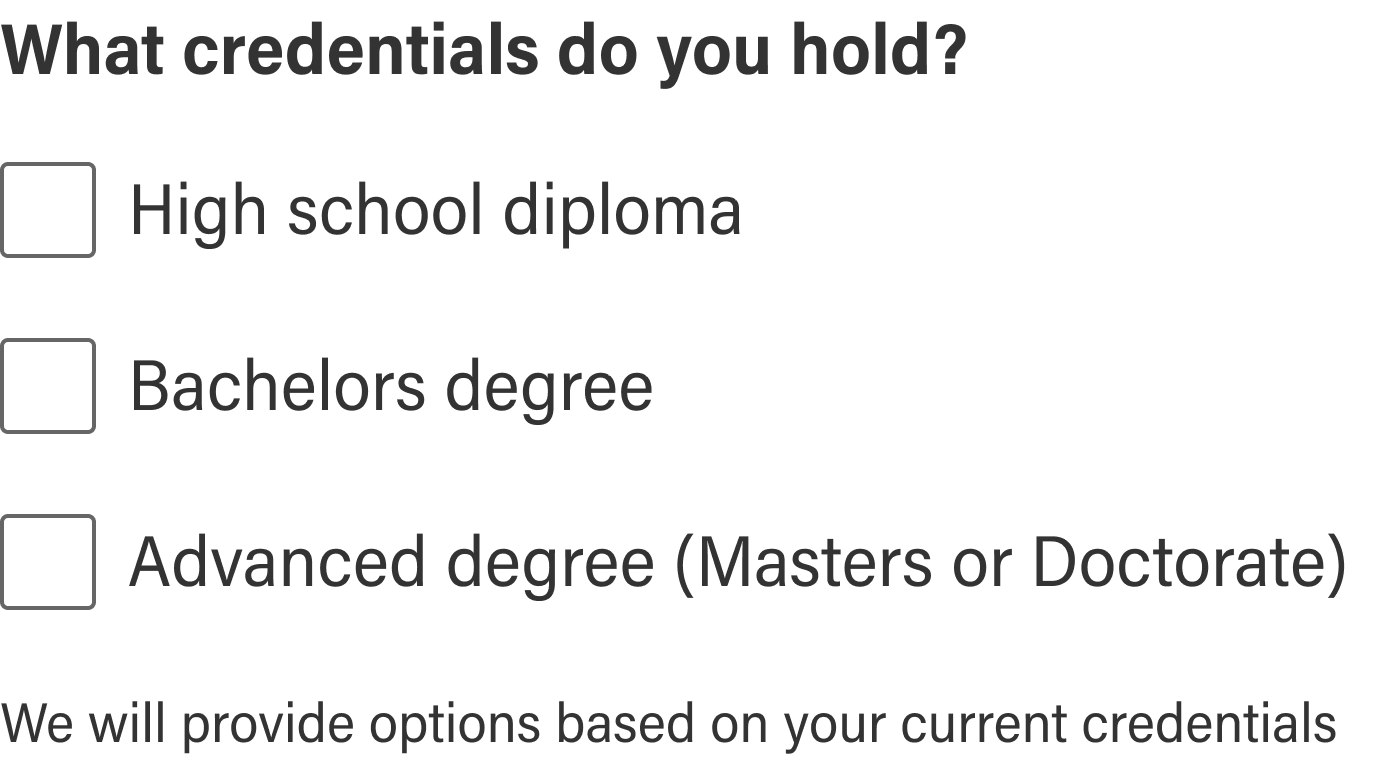 What credentials do you hold?
High school diploma
Bachelors degree
Advanced degree (Masters or Doctorate)
We will provide options based on your current credentials